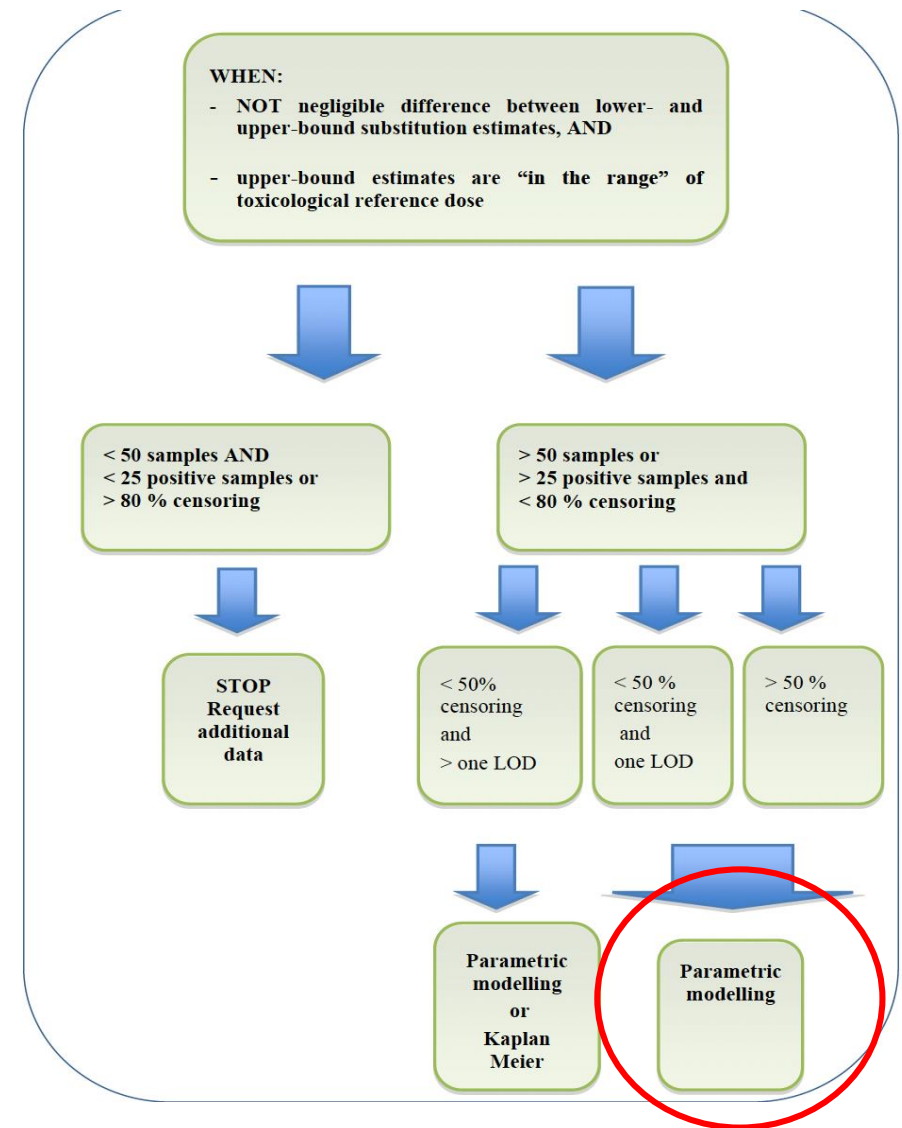 WHEN:
- NOT negligible difference between lower- and
upper-bound substitution estimates, AND
- upper-bound estimates are “in the range” of
toxicological reference dose
< 50 samples AND
< 25 positive samples or
> 80 % censoring
> 50 samples or
> 25 positive samples and
< 80 % censoring
STOP
Request
additional
data
< 50%
censoring
and
> one LOD
< 50 %
censoring
and
one LOD
> 50 %
censoring
Parametric
modelling
or
Kaplan
Meier
Parametric
modelling